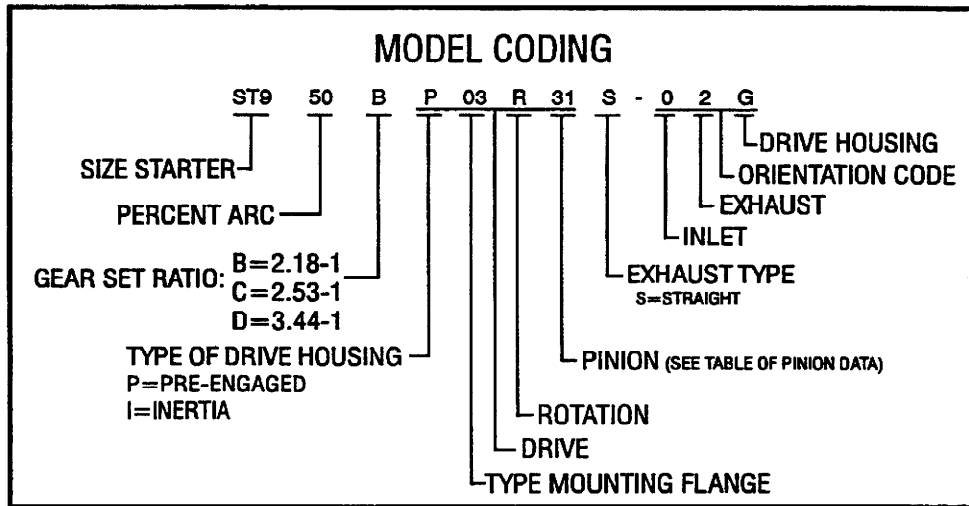 MODEL CODING
ST9 50 B P 03 R 31 S - 0 2 G
DRIVE HOUSING
SIZE STARTER
ORIENTATION CODE
EXHAUST
PERCENT ARC
INLET
GEAR SET RATIO: B=2.18-1
C=2.53-1
D=3.44-1
EXHAUST TYPE
S=STRAIGHT
TYPE OF DRIVE HOUSING
P=PRE-ENGAGED
I=INERTIA
PINION (SEE TABLE OF PINION DATA)
ROTATION
DRIVE
TYPE MOUNTING FLANGE